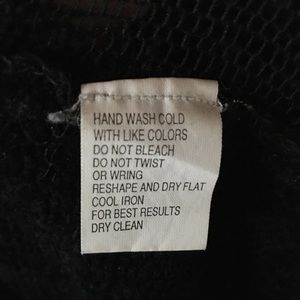 HAND WASH COLD
WITH LIKE COLORS
DO NOT BLEACH
DO NOT TWIST
OR WRING
RESHAPE AND DRY FLAT
COOL IRON
FOR BEST RESULTS
DRY CLEAN